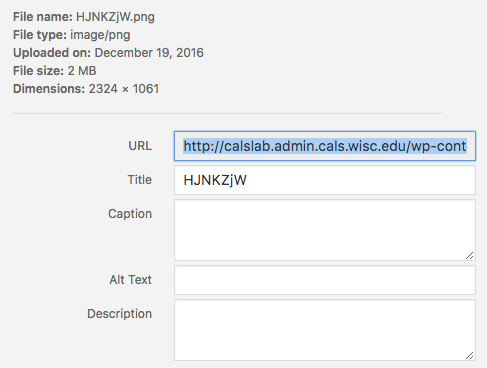 File name: HJNKZjW.png
File type: image/png
Uploaded on: December 19, 2016
File size: 2 MB
Dimensions: 2324 × 1061
URL http://calslab.admin.cals.wisc.edu/wp-cont
Title HJNKZjW
Caption
Alt Text
Description